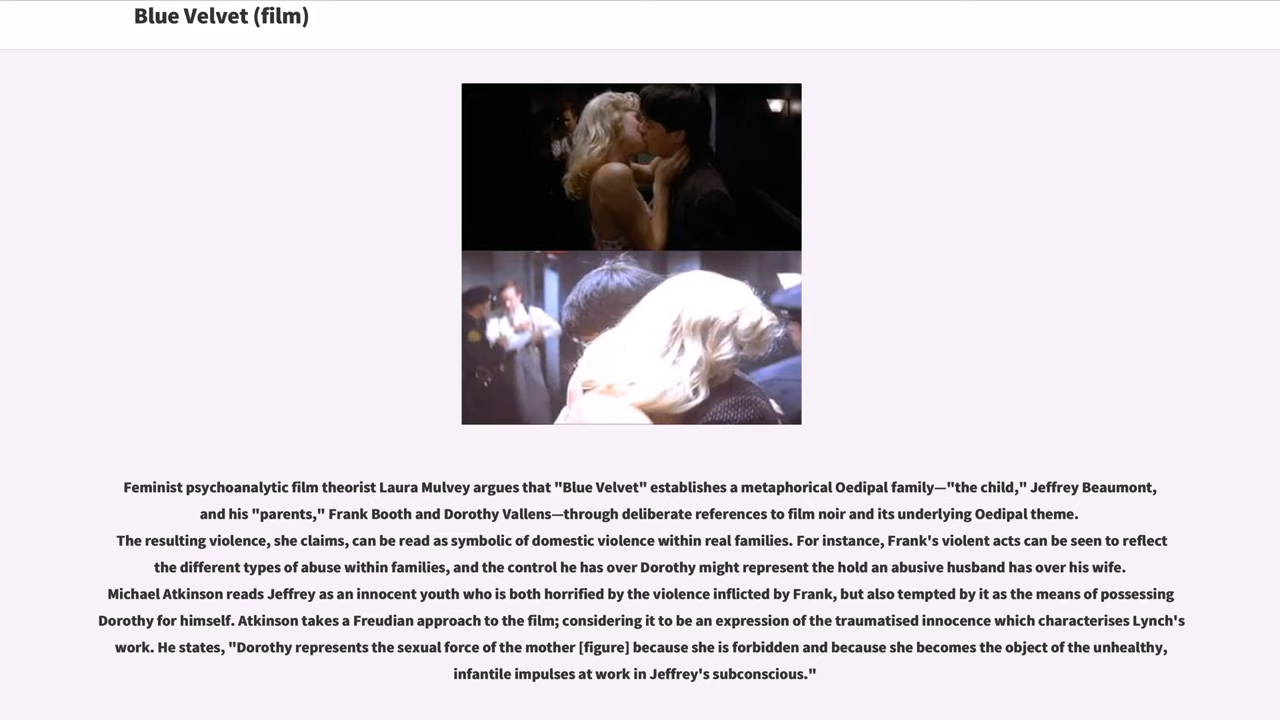 Blue Velvet (film)
Feminist psychoanalytic film theorist Laura Mulvey argues that "Blue Velvet" establishes a metaphorical Oedipal family—"the child," Jeffrey Beaumont,
and his "parents," Frank Booth and Dorothy Vallens—through deliberate references to film noir and its underlying Oedipal theme.
The resulting violence, she claims, can be read as symbolic of domestic violence within real families. For instance, Frank's violent acts can be seen to reflect
the different types of abuse within families, and the control he has over Dorothy might represent the hold an abusive husband has over his wife.
Michael Atkinson reads Jeffrey as an innocent youth who is both horrified by the violence inflicted by Frank, but also tempted by it as the means of possessing
Dorothy for himself. Atkinson takes a Freudian approach to the film; considering it to be an expression of the traumatised innocence which characterises Lynch's
work. He states, "Dorothy represents the sexual force of the mother [figure] because she is forbidden and because she becomes the object of the unhealthy,
infantile impulses at work in Jeffrey's subconscious."